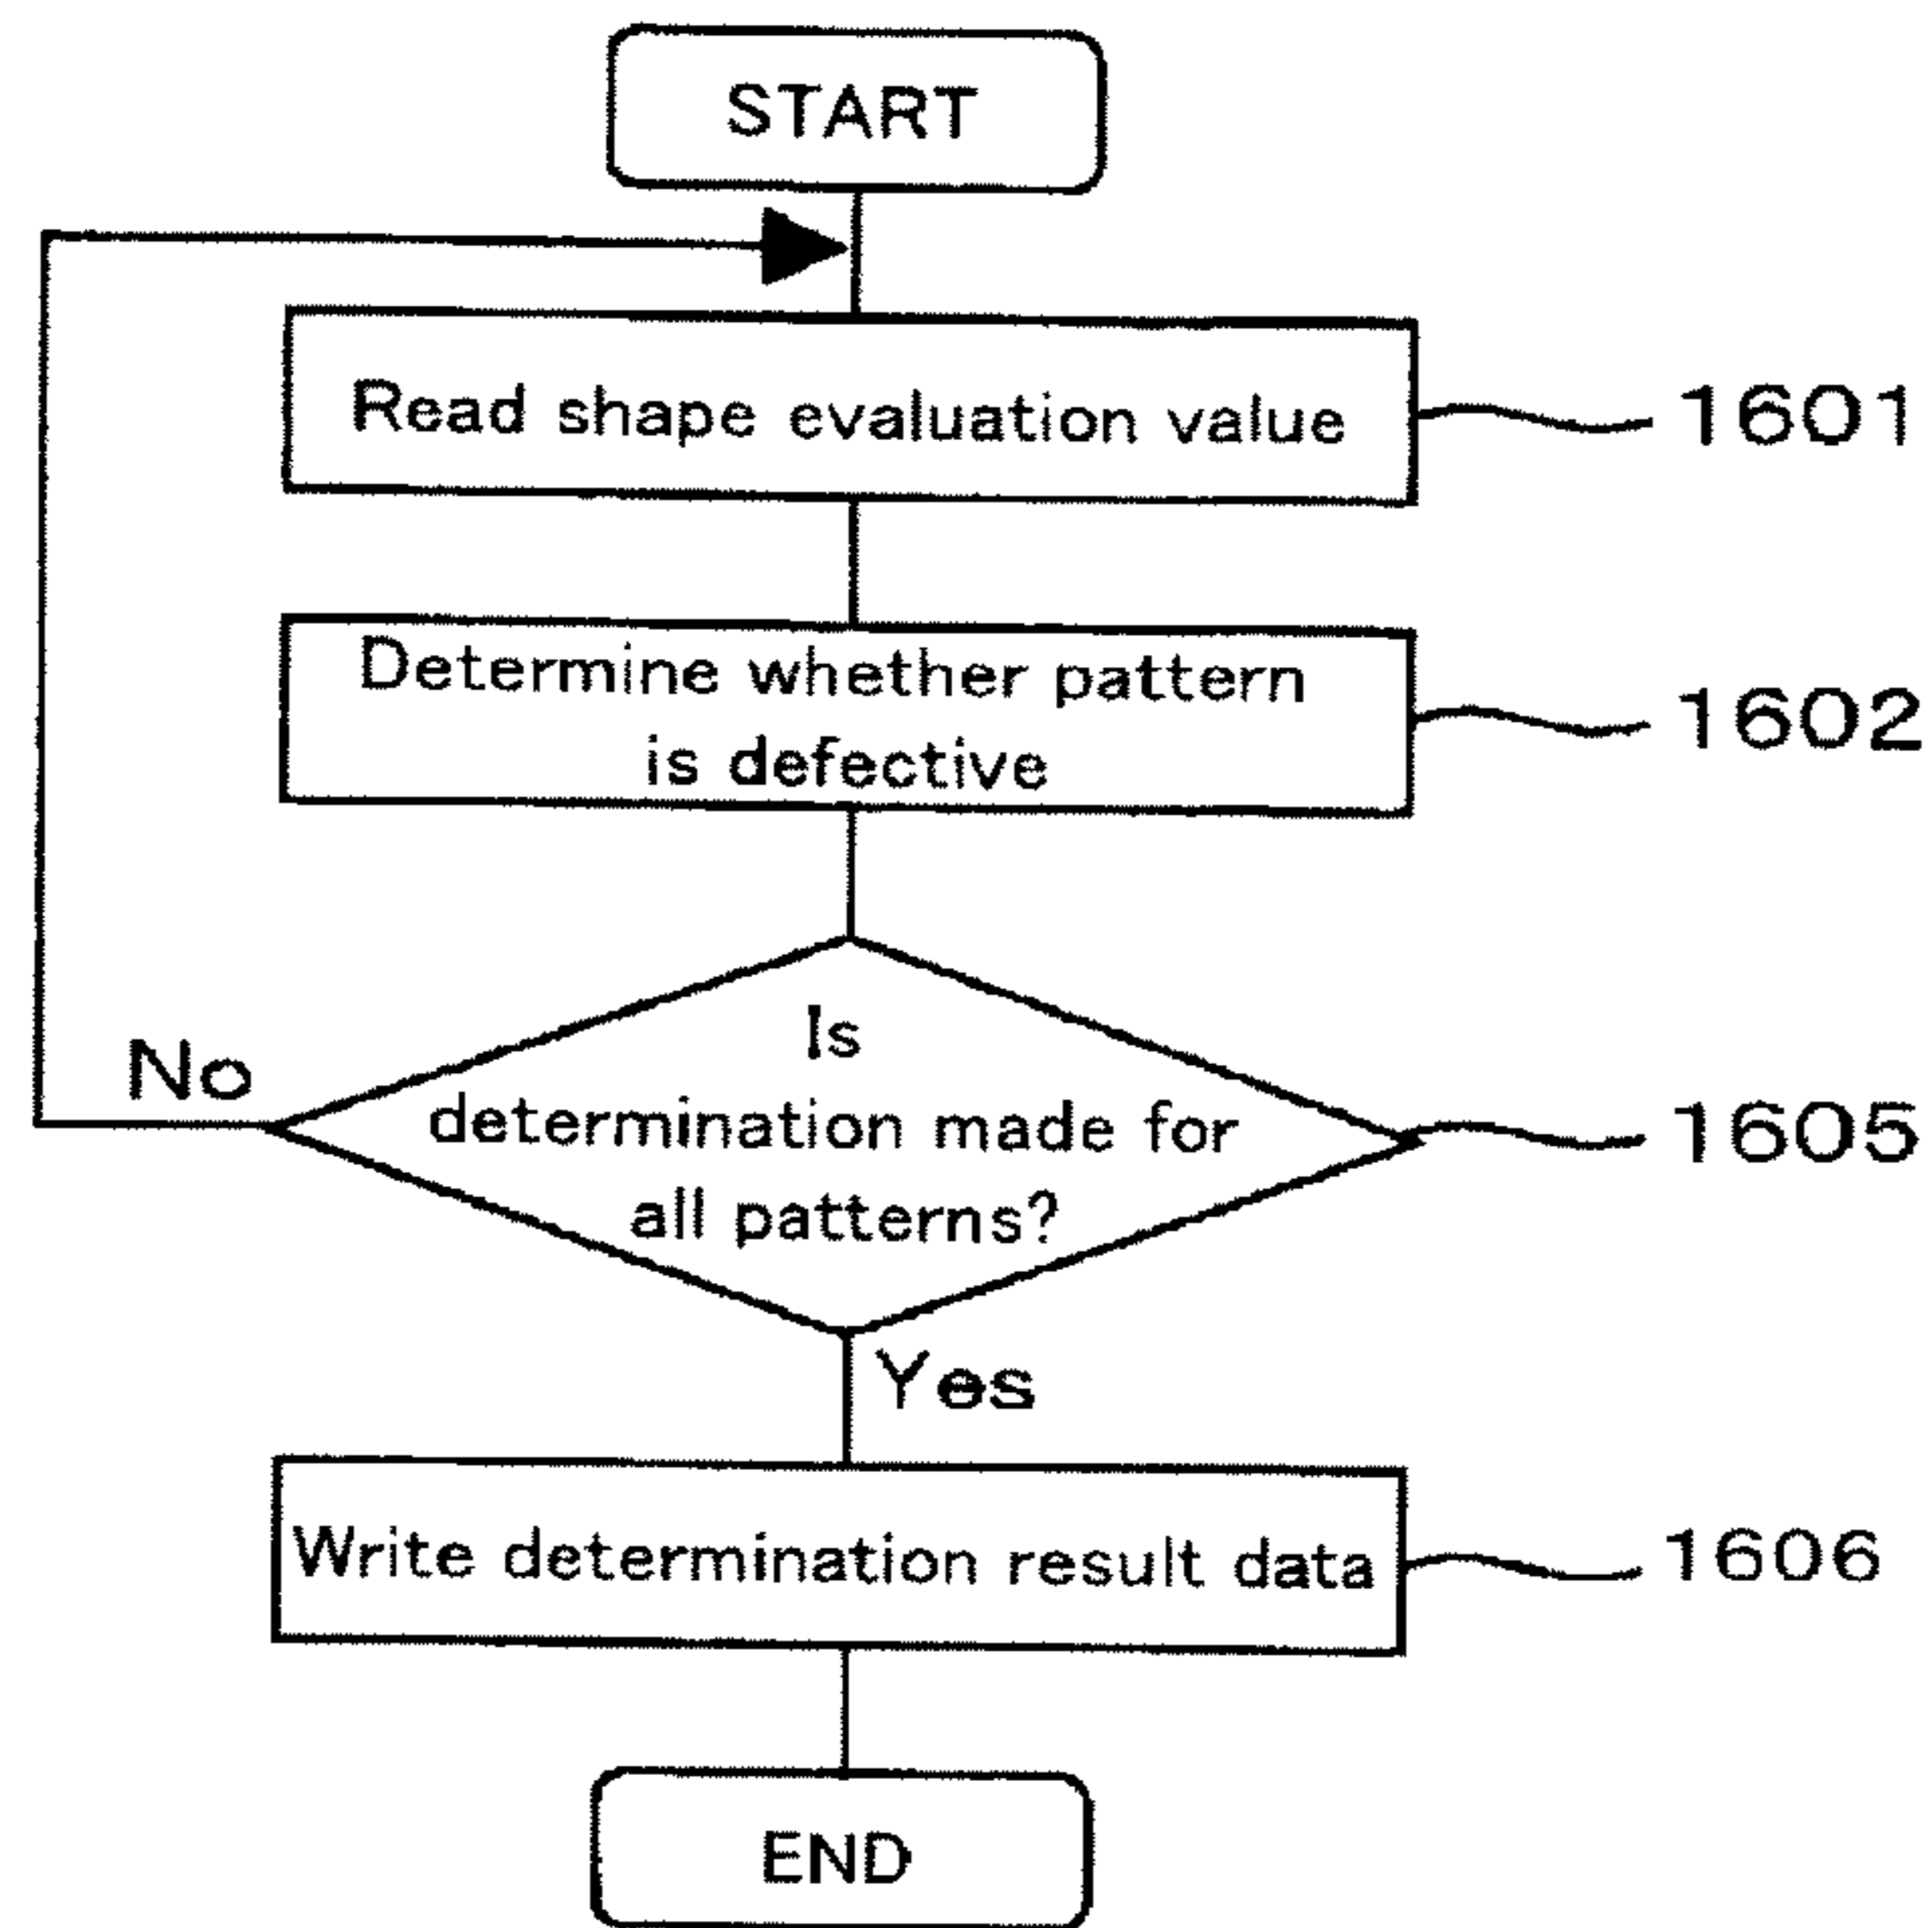 START
Read shape evaluation value
1601
Determine whether pattern
is defective
1602
Is
determination made for
all patterns?
1605
No
Yes
Write determination result data
1606
END